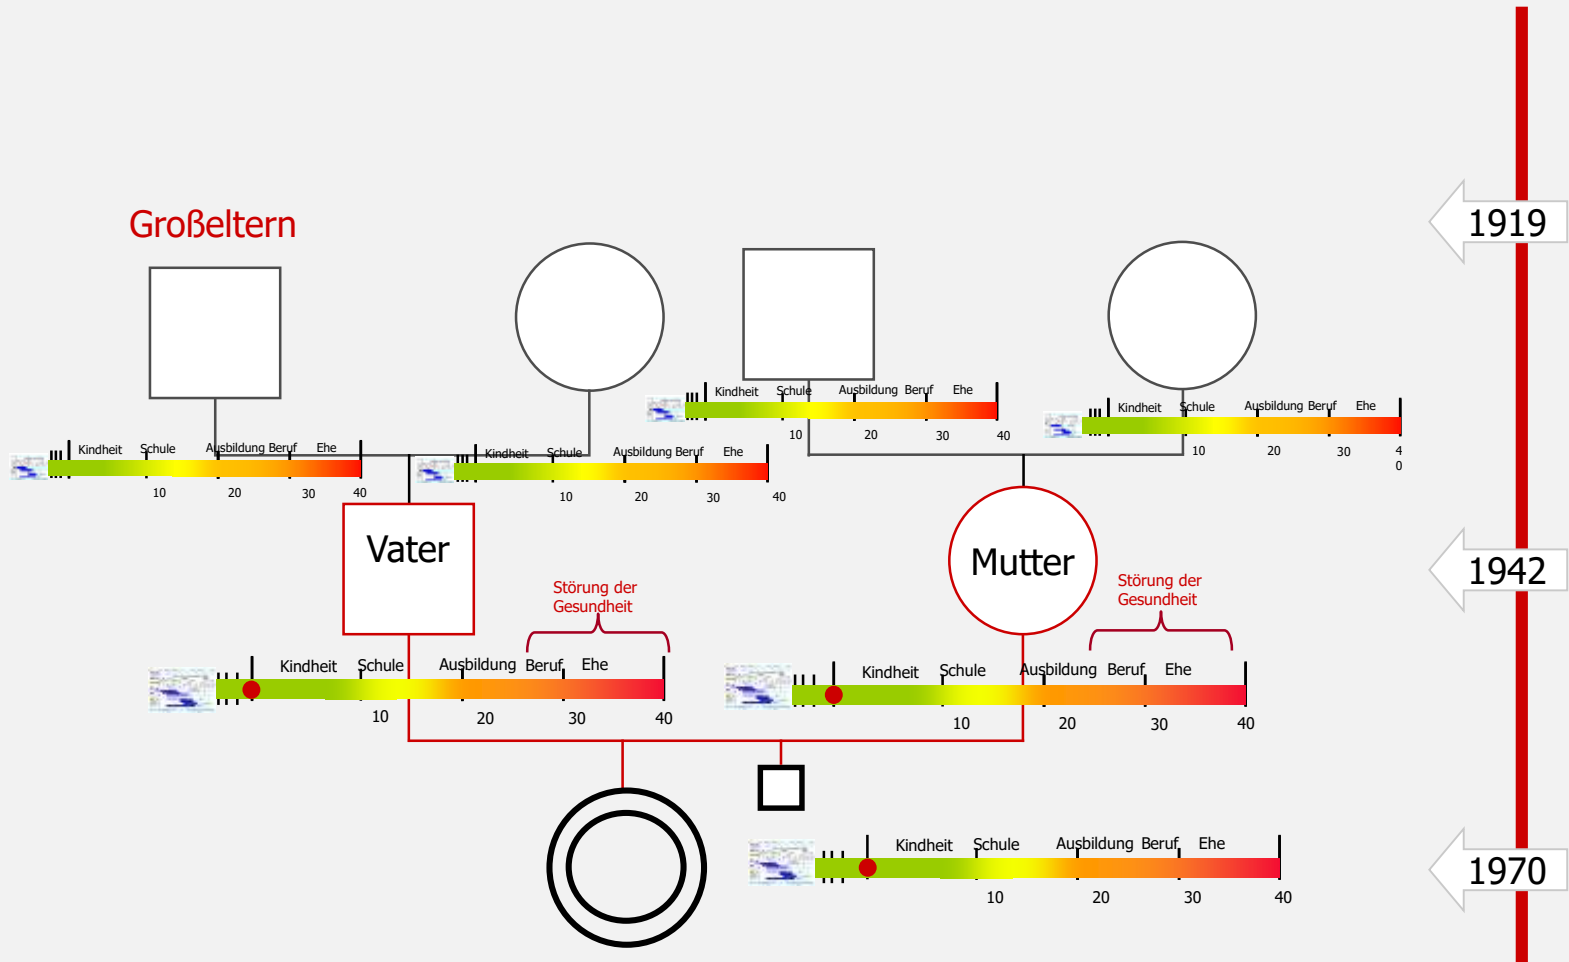 1919
Großeltern
Kindheit Schule Ausbildung Beruf Ehe
10 20 30 40
Kindheit Schule Ausbildung Beruf Ehe
10 20 30 4
0
Kindheit Schule Ausbildung Beruf Ehe
10 20 30 40
Kindheit Schule Ausbildung Beruf Ehe
10 20 30 40
Vater
Mutter
1942
Störung der
Gesundheit
Störung der
Gesundheit
Kindheit Schule Ausbildung Beruf Ehe
10 20 30 40
Kindheit Schule Ausbildung Beruf Ehe
10 20 30 40
Kindheit Schule Ausbildung Beruf Ehe
10 20 30 40
1970